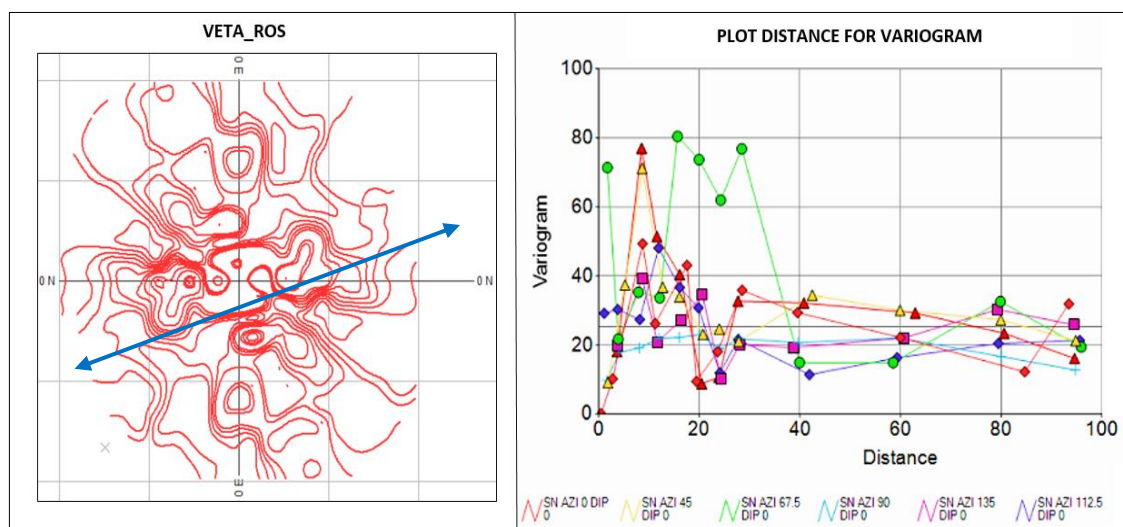 VETA_ROS
0 E
0 N
0 N
0 E
PLOT DISTANCE FOR VARIOGRAM
100
80
60
40
20
0
Variogram
0 20 40 60 80 100
Distance
SN AZI 0 DIP 0
SN AZI 45 DIP 0
SN AZI 67.5 DIP 0
SN AZI 90 DIP 0
SN AZI 135 DIP 0
SN AZI 112.5 DIP 0